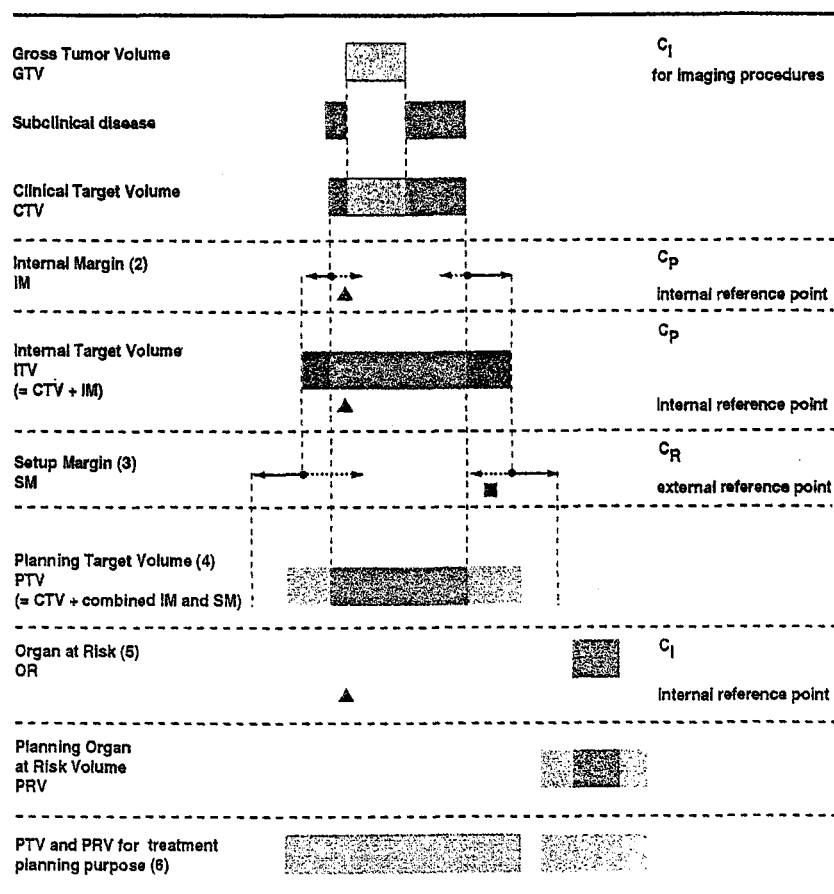 Gross Tumor Volume
GTV
C_I
for imaging procedures
Subclinical disease
Clinical Target Volume
CTV
Internal Margin (2)
IM
C_P
internal reference point
Internal Target Volume
ITV
(= CTV + IM)
C_P
internal reference point
Setup Margin (3)
SM
C_R
external reference point
Planning Target Volume (4)
PTV
(= CTV + combined IM and SM)
Organ at Risk (5)
OR
C_I
internal reference point
Planning Organ
at Risk Volume
PRV
PTV and PRV for treatment
planning purpose (6)